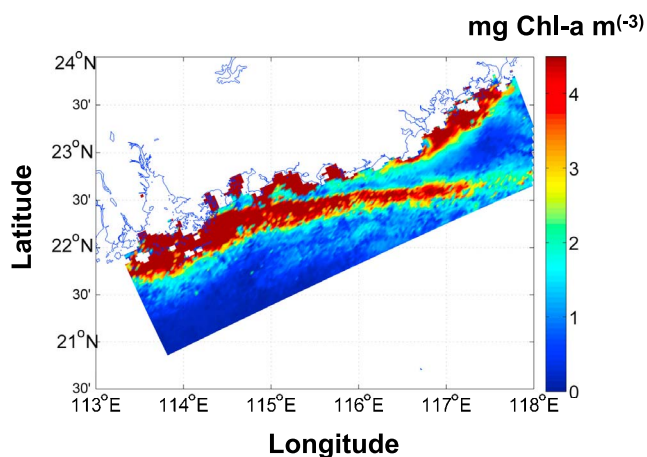 mg Chl-a m(-3)
24°N
30'
23°N
30'
22°N
30'
21°N
30'
113°E 114°E 115°E 116°E 117°E 118°E
4
3
2
1
0
Latitude
Longitude